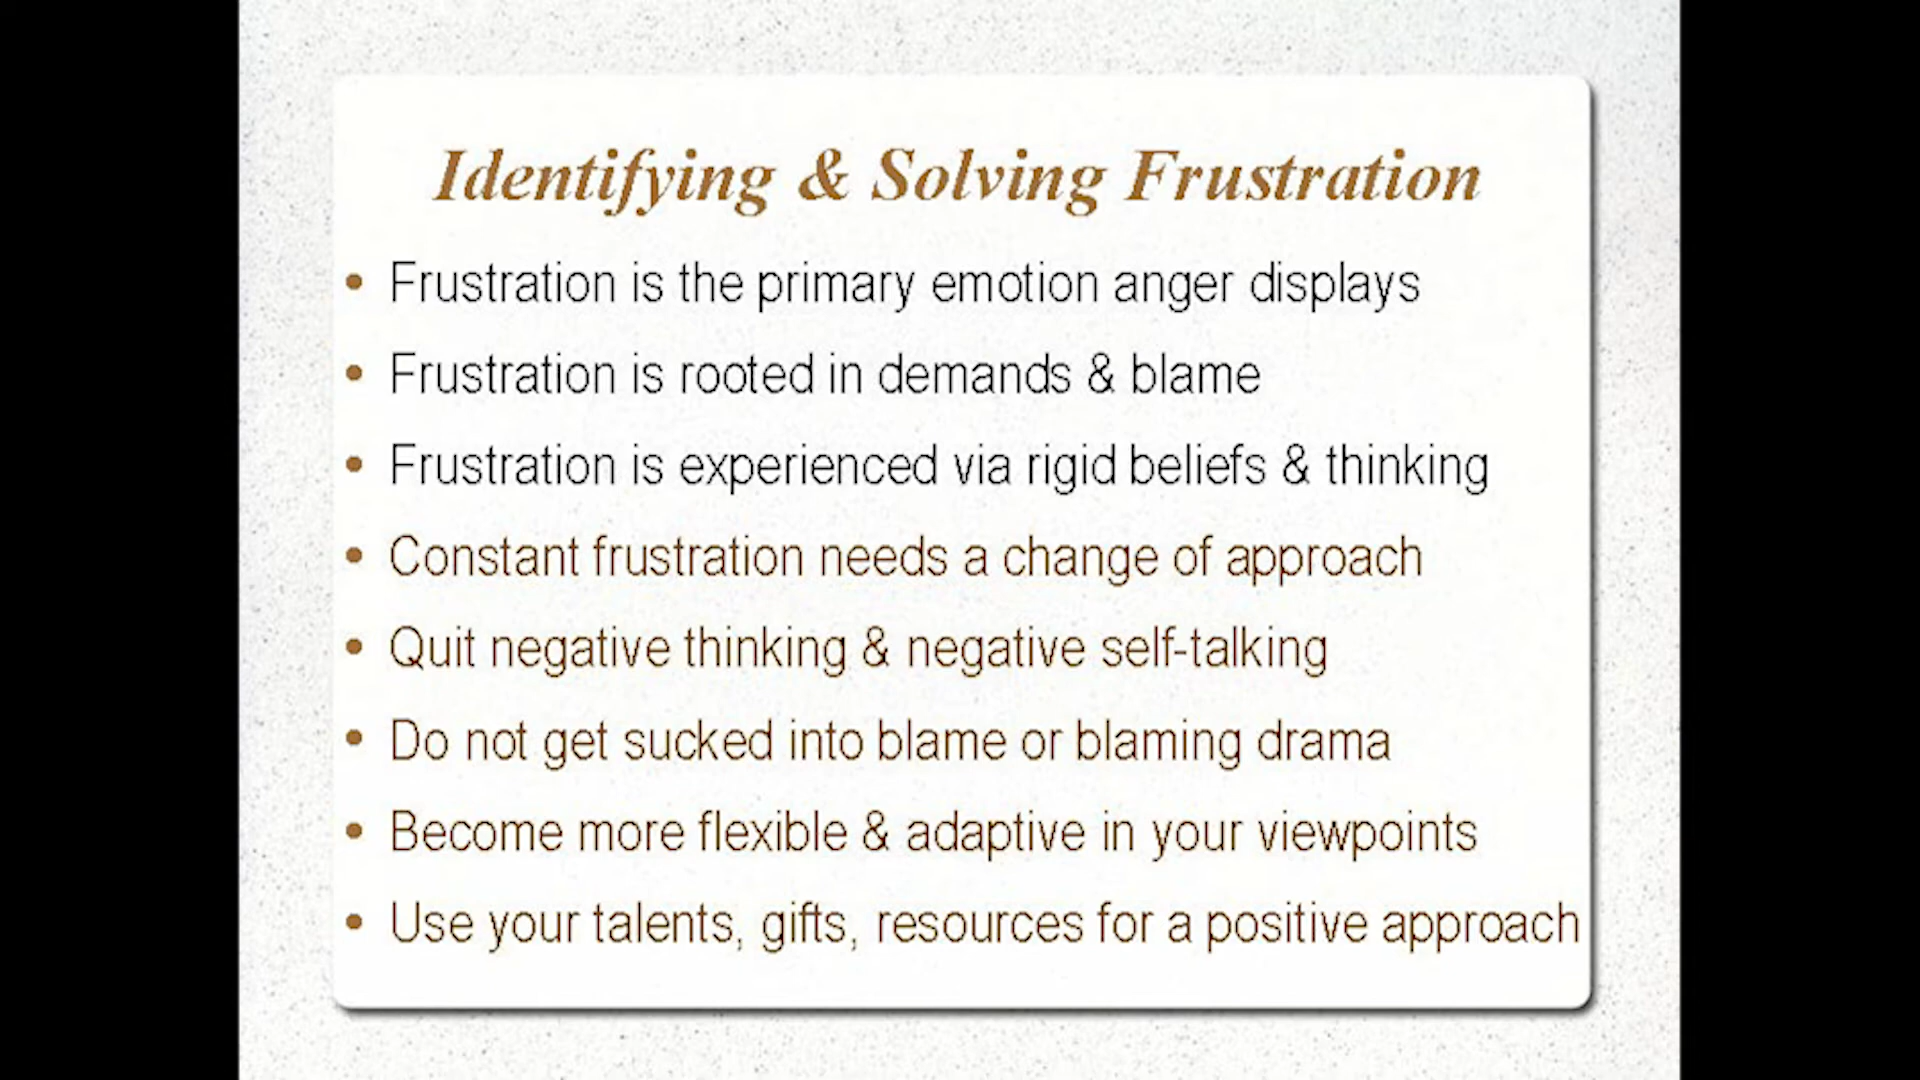 Identifying & Solving Frustration
• Frustration is the primary emotion anger displays
• Frustration is rooted in demands & blame
• Frustration is experienced via rigid beliefs & thinking
• Constant frustration needs a change of approach
• Quit negative thinking & negative self-talking
• Do not get sucked into blame or blaming drama
• Become more flexible & adaptive in your viewpoints
• Use your talents, gifts, resources for a positive approach